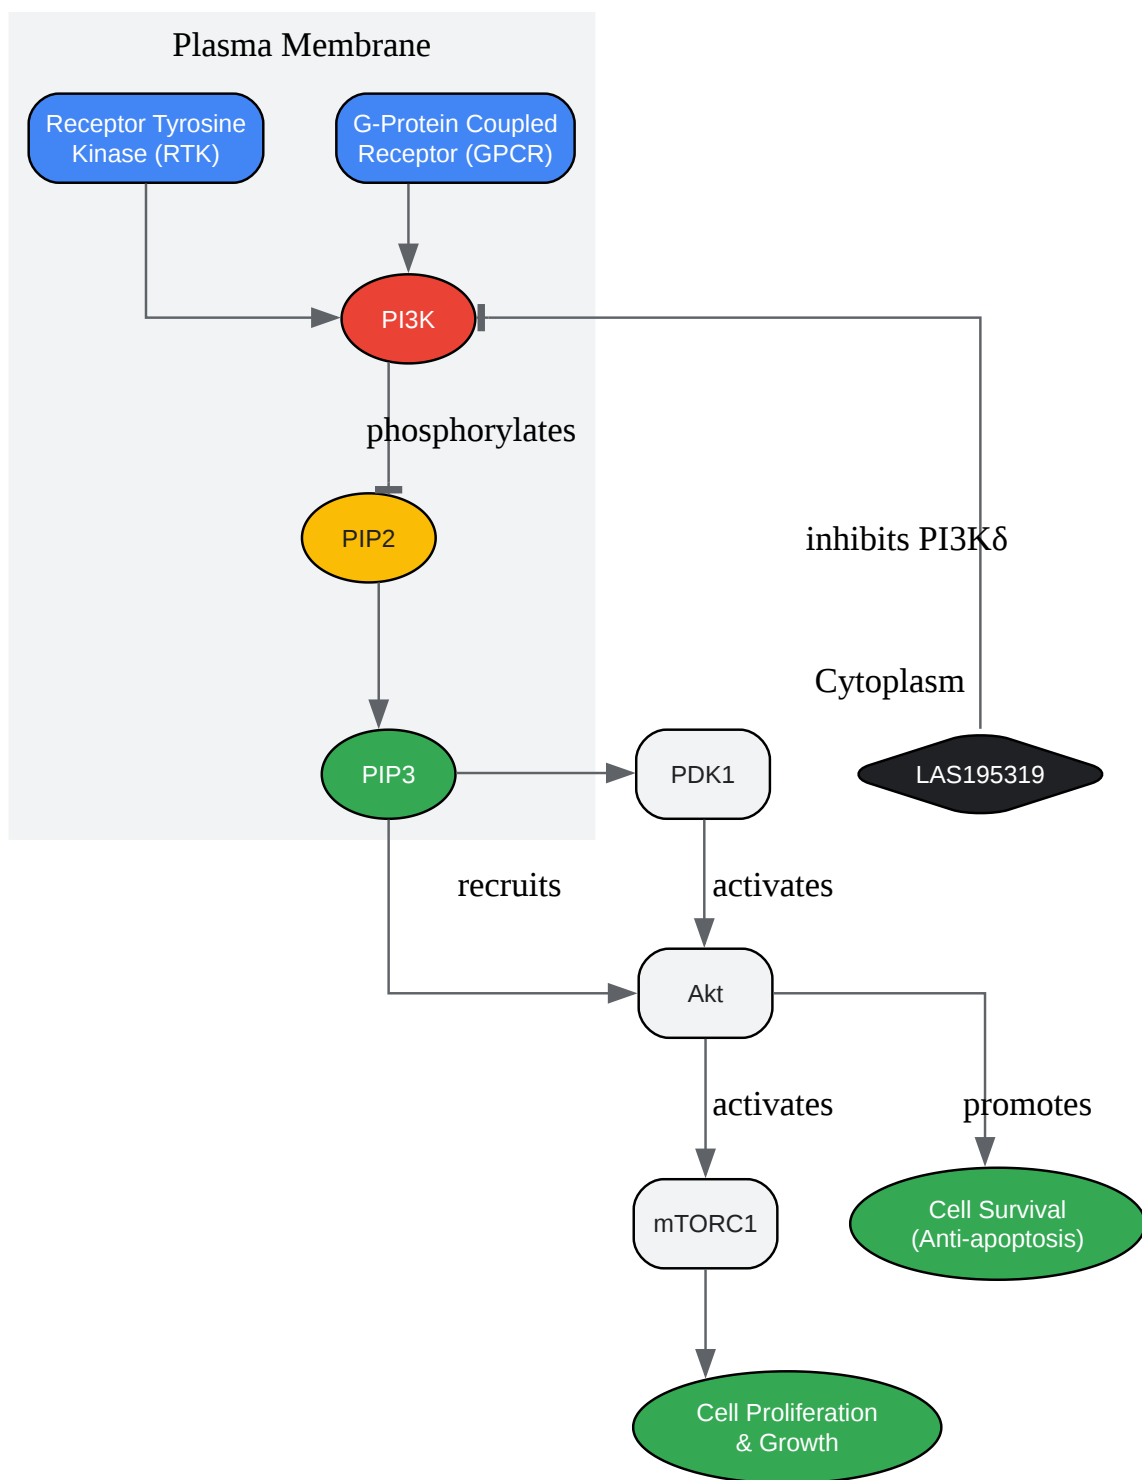 Plasma Membrane
Receptor Tyrosine
Kinase (RTK)
G-Protein Coupled
Receptor (GPCR)
PI3K
phosphorylates
PIP2
inhibits PI3Kδ
Cytoplasm
PIP3
PDK1
LAS195319
recruits
activates
Akt
activates
promotes
mTORC1
Cell Survival
(Anti-apoptosis)
Cell Proliferation
& Growth